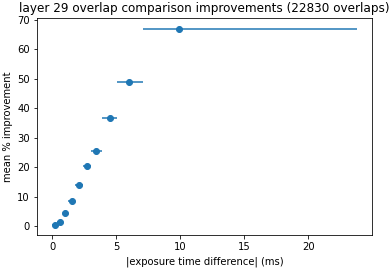 layer 29 overlap comparison improvements (22830 overlaps)
70
60
50
40
30
20
10
0
mean % improvement
0 5 10 15 20
|exposure time difference| (ms)